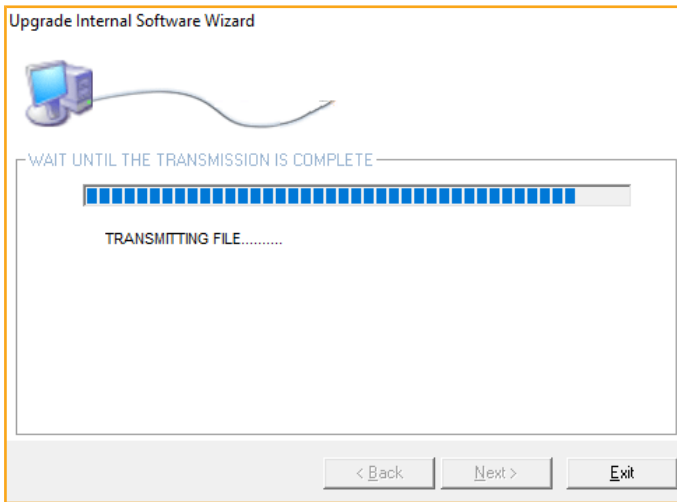 Upgrade Internal Software Wizard
WAIT UNTIL THE TRANSMISSION IS COMPLETE
TRANSMITTING FILE..........
< Back
Next >
Exit